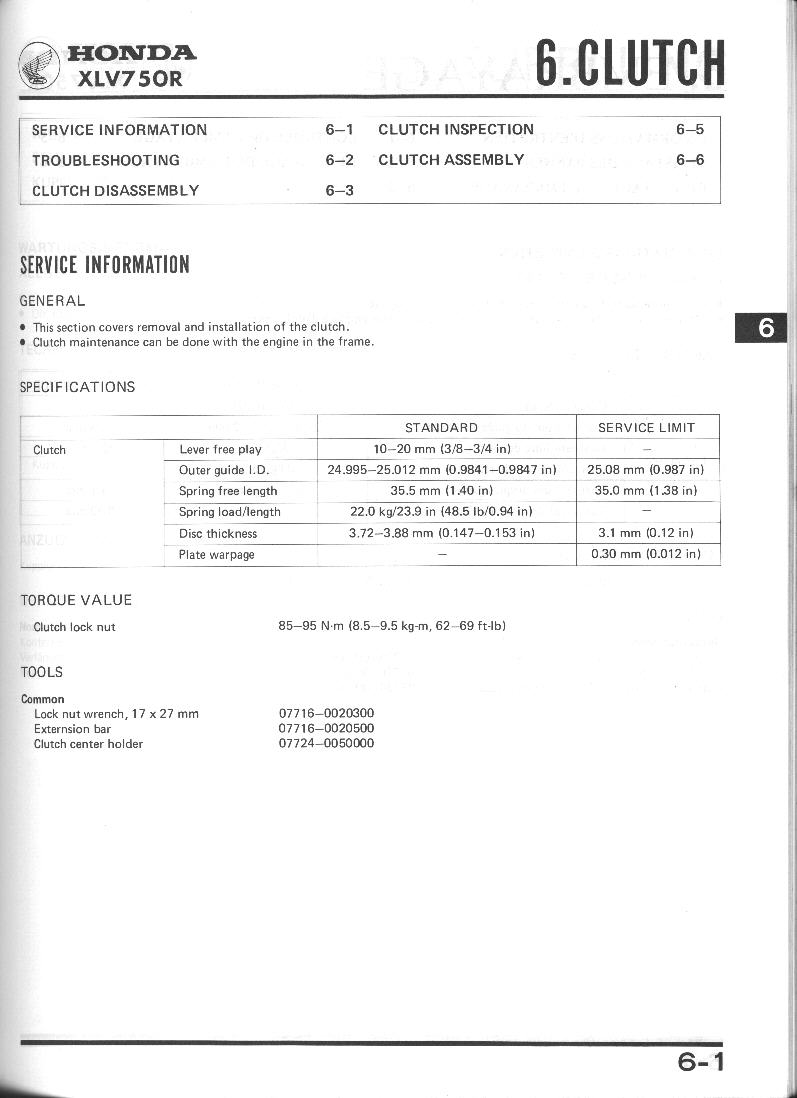 HONDA
XLV750R
6.CLUTCH
SERVICE INFORMATION 6–1 CLUTCH INSPECTION 6–5
TROUBLESHOOTING 6–2 CLUTCH ASSEMBLY 6–6
CLUTCH DISASSEMBLY 6–3
SERVICE INFORMATION
GENERAL
• This section covers removal and installation of the clutch.
• Clutch maintenance can be done with the engine in the frame.
6
SPECIFICATIONS
STANDARD SERVICE LIMIT
Clutch Lever free play 10–20 mm (3/8–3/4 in) –
Outer guide I.D. 24.995–25.012 mm (0.9841–0.9847 in) 25.08 mm (0.987 in)
Spring free length 35.5 mm (1.40 in) 35.0 mm (1.38 in)
Spring load/length 22.0 kg/23.9 in (48.5 lb/0.94 in) –
Disc thickness 3.72–3.88 mm (0.147–0.153 in) 3.1 mm (0.12 in)
Plate warpage – 0.30 mm (0.012 in)
TORQUE VALUE
Clutch lock nut 85–95 N·m (8.5–9.5 kg-m, 62–69 ft-lb)
TOOLS
Common
Lock nut wrench, 17 x 27 mm 07716–0020300
Externsion bar 07716–0020500
Clutch center holder 07724–0050000
6-1